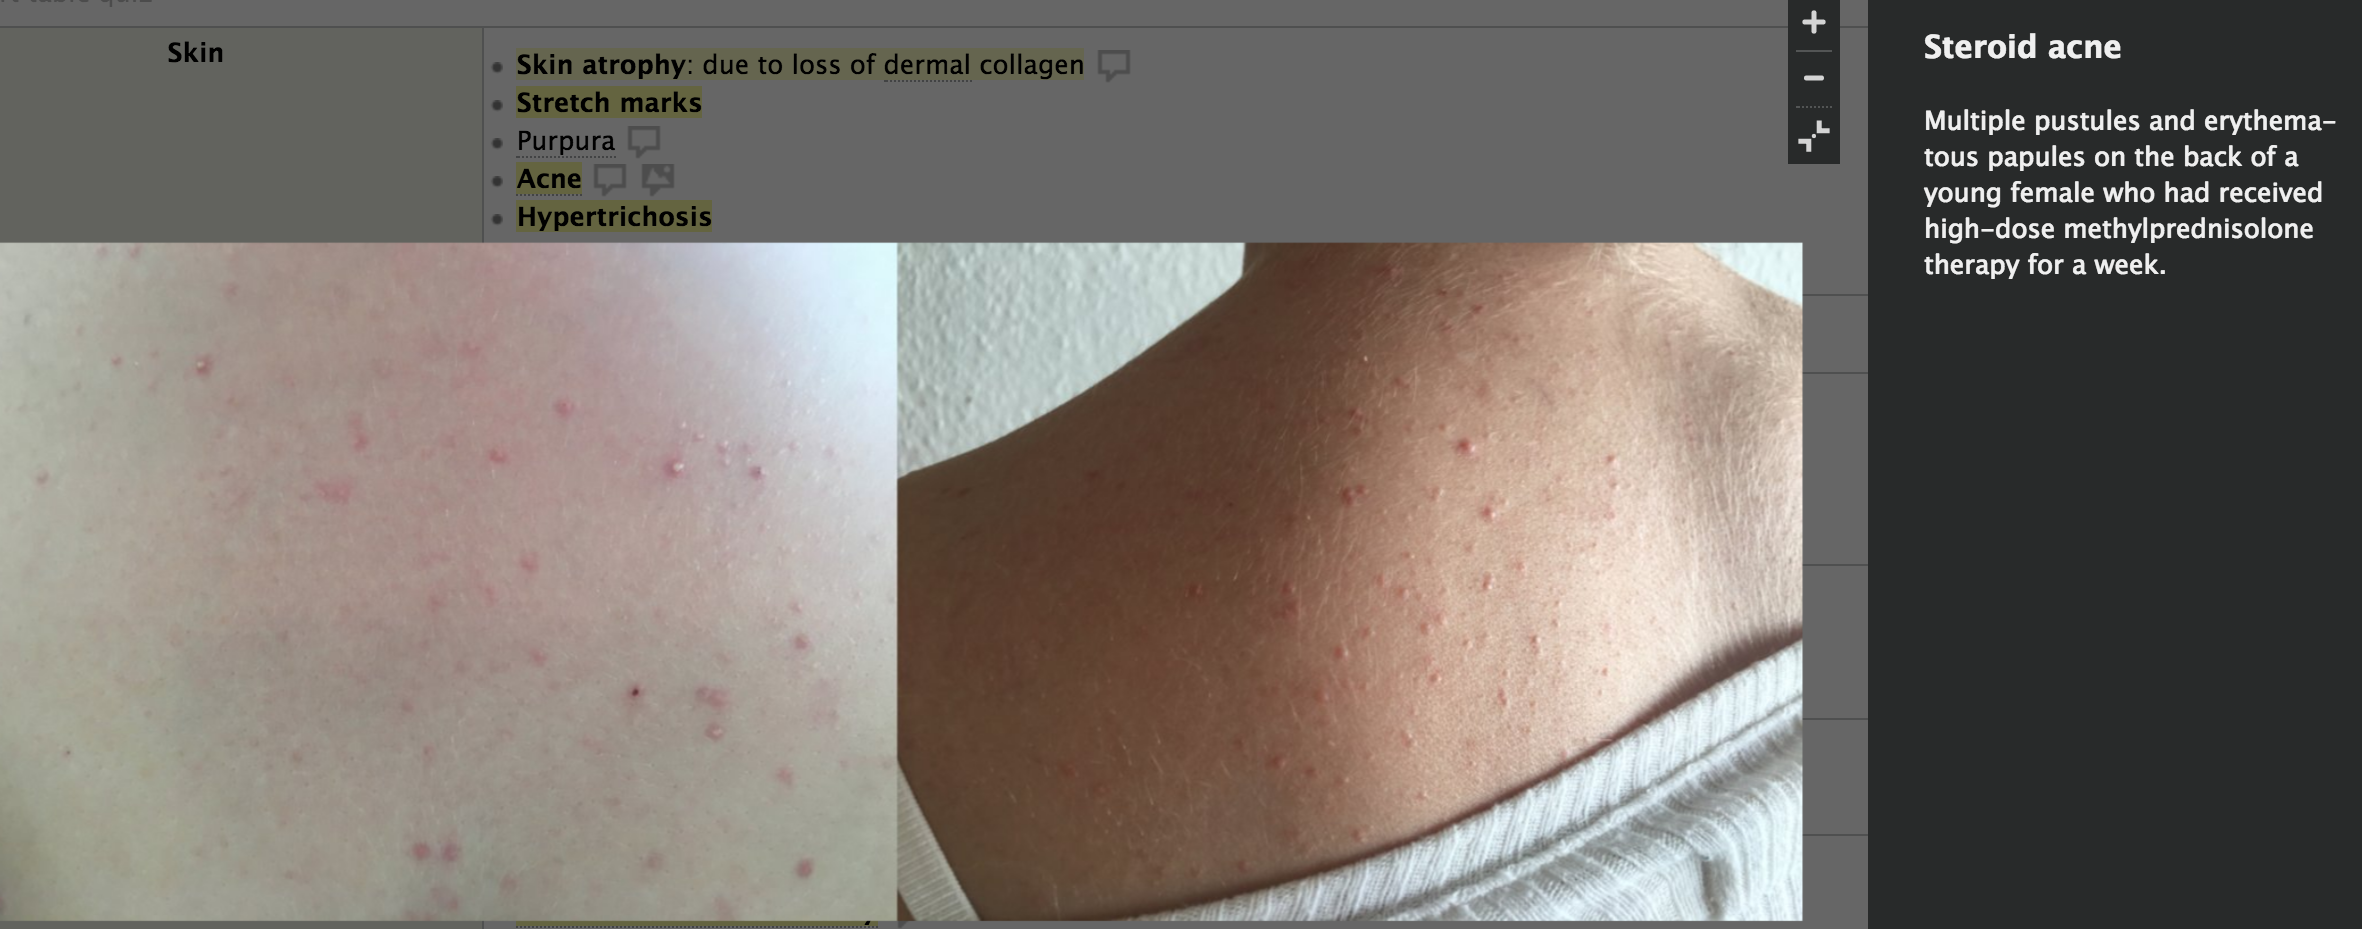 Skin
Skin atrophy: due to loss of dermal collagen
Stretch marks
Purpura
Acne
Hypertrichosis
Steroid acne
Multiple pustules and erythema-
tous papules on the back of a
young female who had received
high-dose methylprednisolone
therapy for a week.